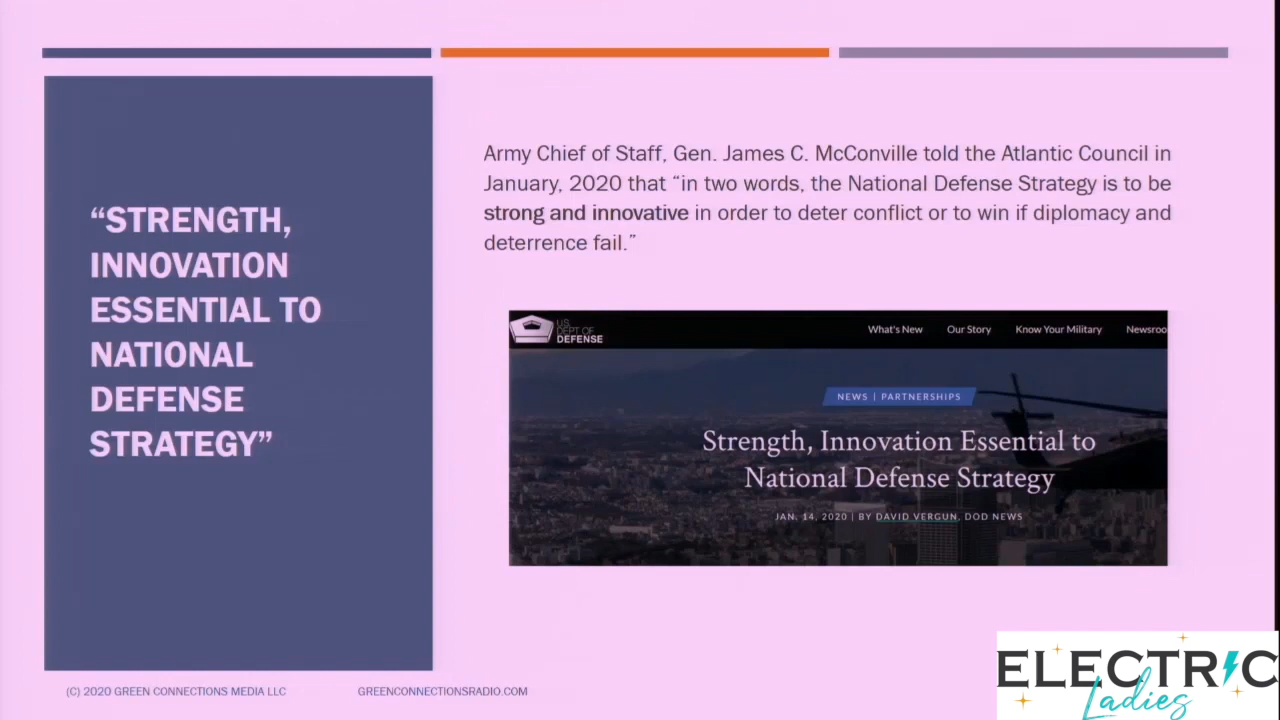 “STRENGTH,
INNOVATION
ESSENTIAL TO
NATIONAL
DEFENSE
STRATEGY”
Army Chief of Staff, Gen. James C. McConville told the Atlantic Council in
January, 2020 that “in two words, the National Defense Strategy is to be
strong and innovative in order to deter conflict or to win if diplomacy and
deterrence fail.”
U.S.
DEPT OF
DEFENSE
What's New Our Story Know Your Military Newsroo
NEWS | PARTNERSHIPS
Strength, Innovation Essential to
National Defense Strategy
JAN. 14, 2020 | BY DAVID VERGUN, DOD NEWS
(C) 2020 GREEN CONNECTIONS MEDIA LLC GREENCONNECTIONSRADIO.COM
ELECTRIC
Ladies